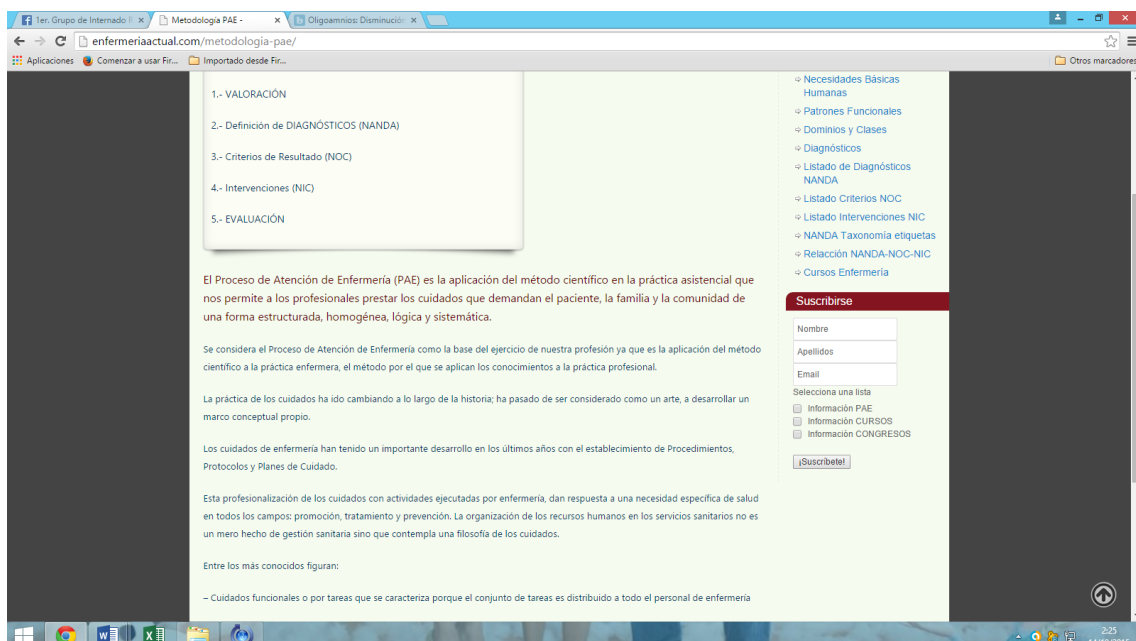 1er. Grupo de Internado
Metodología PAE -
Oligoamnios: Disminución
enfermeriaactual.com/metodologia-pae/
Aplicaciones
Comenzar a usar Fir...
Importado desde Fir...
Otros marcadores
1.- VALORACIÓN
2.- Definición de DIAGNÓSTICOS (NANDA)
3.- Criterios de Resultado (NOC)
4.- Intervenciones (NIC)
5.- EVALUACIÓN
El Proceso de Atención de Enfermería (PAE) es la aplicación del método científico en la práctica asistencial que
nos permite a los profesionales prestar los cuidados que demandan el paciente, la familia y la comunidad de
una forma estructurada, homogénea, lógica y sistemática.
Se considera el Proceso de Atención de Enfermería como la base del ejercicio de nuestra profesión ya que es la aplicación del método
científico a la práctica enfermera, el método por el que se aplican los conocimientos a la práctica profesional.
La práctica de los cuidados ha ido cambiando a lo largo de la historia; ha pasado de ser considerado como un arte, a desarrollar un
marco conceptual propio.
Los cuidados de enfermería han tenido un importante desarrollo en los últimos años con el establecimiento de Procedimientos,
Protocolos y Planes de Cuidado.
Esta profesionalización de los cuidados con actividades ejecutadas por enfermería, dan respuesta a una necesidad específica de salud
en todos los campos: promoción, tratamiento y prevención. La organización de los recursos humanos en los servicios sanitarios no es
un mero hecho de gestión sanitaria sino que contempla una filosofía de los cuidados.
Entre los más conocidos figuran:
– Cuidados funcionales o por tareas que se caracteriza porque el conjunto de tareas es distribuido a todo el personal de enfermería
Necesidades Básicas
Humanas
Patrones Funcionales
Dominios y Clases
Diagnósticos
Listado de Diagnósticos
NANDA
Listado Criterios NOC
Listado Intervenciones NIC
NANDA Taxonomía etiquetas
Relacción NANDA-NOC-NIC
Cursos Enfermería
Suscribirse
Nombre
Apellidos
Email
Selecciona una lista
Información PAE
Información CURSOS
Información CONGRESOS
¡Suscríbete!
2:25